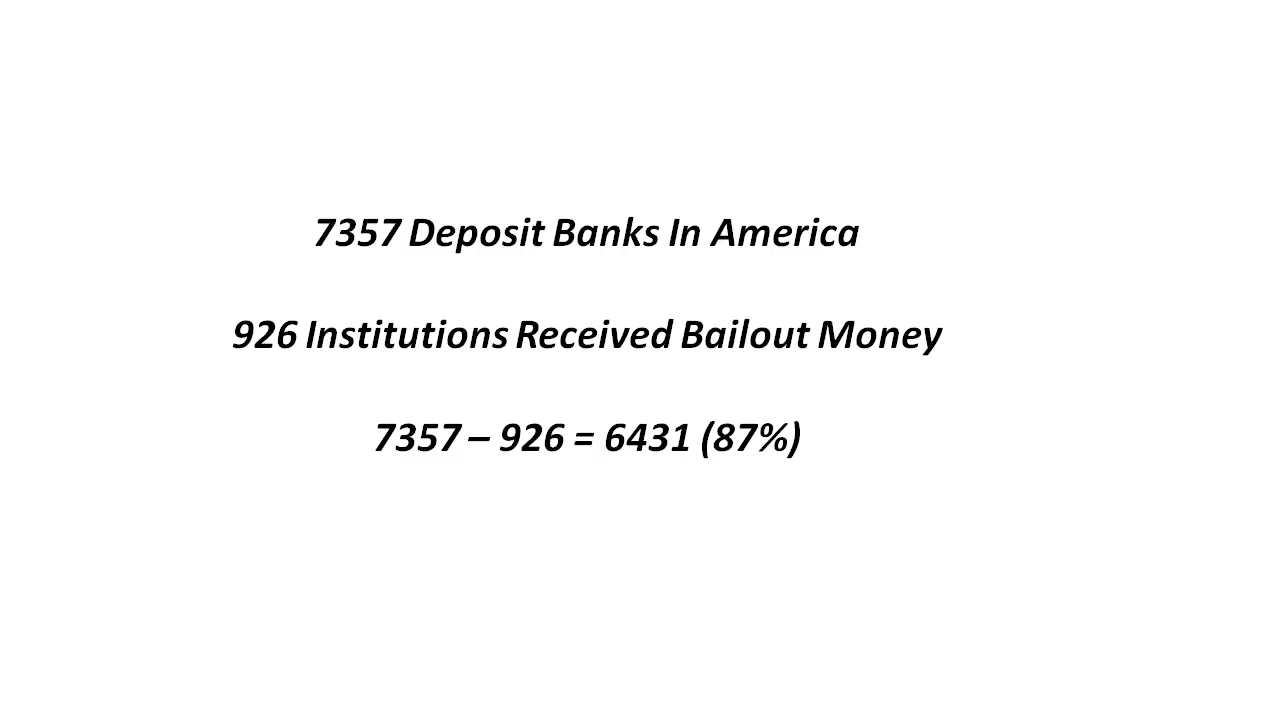 7357 Deposit Banks In America
926 Institutions Received Bailout Money
7357 – 926 = 6431 (87%)